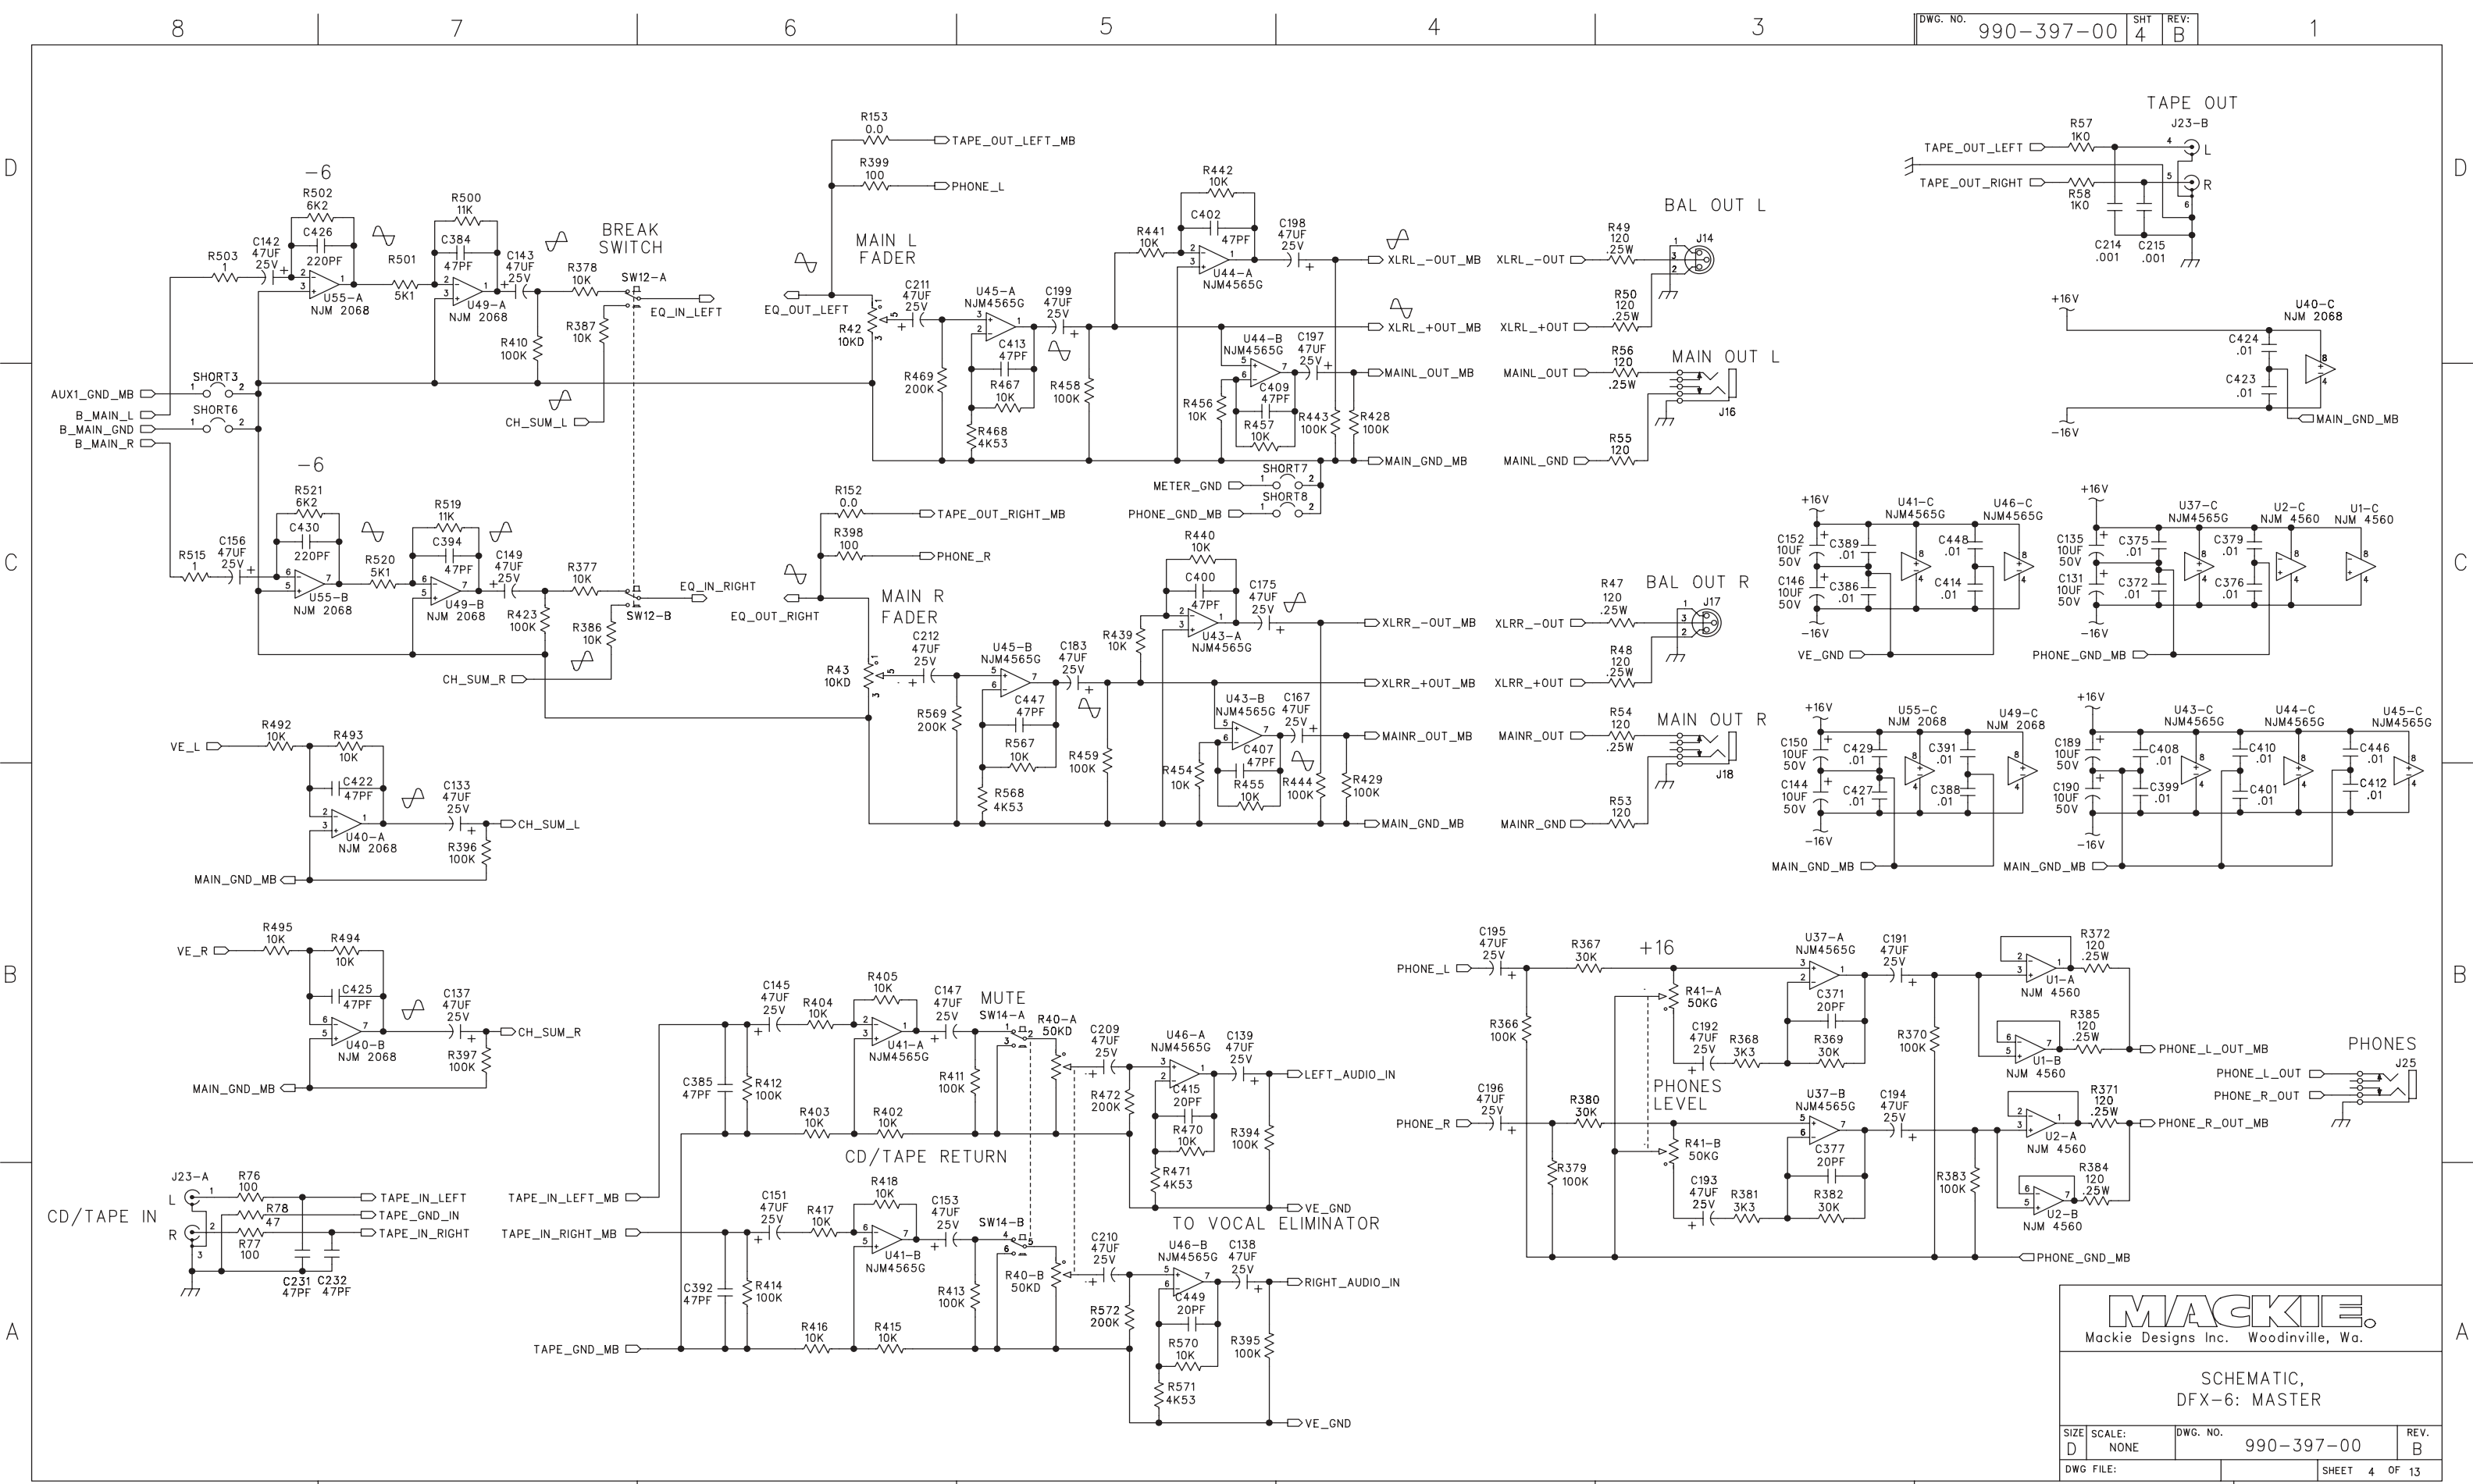 8 7 6 5 4 3 1
DWG. NO. 990-397-00 SHT 4 REV: B
D
C
B
A
D
C
B
A
-6
R502
6K2
C426
220PF
R503
1
C142
47UF
25V
U55-A
NJM 2068
R501
5K1
R500
11K
C384
47PF
U49-A
NJM 2068
C143
47UF
25V
R378
10K
R410
100K
R387
10K
BREAK
SWITCH
SW12-A
EQ_IN_LEFT
AUX1_GND_MB
SHORT3
B_MAIN_L
SHORT6
B_MAIN_GND
B_MAIN_R
CH_SUM_L
-6
R521
6K2
C430
220PF
R515
1
C156
47UF
25V
U55-B
NJM 2068
R520
5K1
R519
11K
C394
47PF
U49-B
NJM 2068
C149
47UF
25V
R377
10K
R423
100K
R386
10K
SW12-B
EQ_IN_RIGHT
CH_SUM_R
R153
0.0
TAPE_OUT_LEFT_MB
R399
100
PHONE_L
MAIN L
FADER
EQ_OUT_LEFT
R42
10KD
C211
47UF
25V
R469
200K
U45-A
NJM4565G
C413
47PF
R467
10K
R468
4K53
C199
47UF
25V
R458
100K
R441
10K
R442
10K
C402
47PF
U44-A
NJM4565G
C198
47UF
25V
XLRL_-OUT_MB
XLRL_+OUT_MB
U44-B
NJM4565G
C197
47UF
25V
C409
47PF
R456
10K
R457
10K
R443
100K
R428
100K
MAINL_OUT_MB
MAIN_GND_MB
METER_GND
SHORT7
PHONE_GND_MB
SHORT8
R152
0.0
TAPE_OUT_RIGHT_MB
R398
100
PHONE_R
MAIN R
FADER
EQ_OUT_RIGHT
R43
10KD
C212
47UF
25V
R569
200K
U45-B
NJM4565G
C447
47PF
R567
10K
R568
4K53
C183
47UF
25V
R459
100K
R439
10K
R440
10K
C400
47PF
U43-A
NJM4565G
C175
47UF
25V
XLRR_-OUT_MB
XLRR_+OUT_MB
U43-B
NJM4565G
C167
47UF
25V
C407
47PF
R454
10K
R455
10K
R444
100K
R429
100K
MAINR_OUT_MB
MAIN_GND_MB
BAL OUT L
XLRL_-OUT
R49
120
.25W
J14
XLRL_+OUT
R50
120
.25W
MAIN OUT L
MAINL_OUT
R56
120
.25W
J16
MAINL_GND
R55
120
BAL OUT R
XLRR_-OUT
R47
120
.25W
J17
XLRR_+OUT
R48
120
.25W
MAIN OUT R
MAINR_OUT
R54
120
.25W
J18
MAINR_GND
R53
120
TAPE OUT
J23-B
TAPE_OUT_LEFT
R57
1K0
L
TAPE_OUT_RIGHT
R58
1K0
R
C214
.001
C215
.001
+16V
U40-C
NJM 2068
C424
.01
C423
.01
-16V
MAIN_GND_MB
+16V
U41-C
NJM4565G
U46-C
NJM4565G
C152
10UF
50V
C389
.01
C448
.01
C146
10UF
50V
C386
.01
C414
.01
-16V
VE_GND
+16V
U37-C
NJM4565G
U2-C
NJM 4560
U1-C
NJM 4560
C135
10UF
50V
C375
.01
C379
.01
C131
10UF
50V
C372
.01
C376
.01
-16V
PHONE_GND_MB
+16V
U55-C
NJM 2068
U49-C
NJM 2068
C150
10UF
50V
C429
.01
C391
.01
C144
10UF
50V
C427
.01
C388
.01
-16V
MAIN_GND_MB
+16V
U43-C
NJM4565G
U44-C
NJM4565G
U45-C
NJM4565G
C189
10UF
50V
C408
.01
C410
.01
C446
.01
C190
10UF
50V
C399
.01
C401
.01
C412
.01
-16V
MAIN_GND_MB
VE_L
R492
10K
R493
10K
C422
47PF
U40-A
NJM 2068
C133
47UF
25V
R396
100K
CH_SUM_L
MAIN_GND_MB
VE_R
R495
10K
R494
10K
C425
47PF
U40-B
NJM 2068
C137
47UF
25V
R397
100K
CH_SUM_R
MAIN_GND_MB
CD/TAPE IN
J23-A
L
R
R76
100
R78
47
R77
100
TAPE_IN_LEFT
TAPE_GND_IN
TAPE_IN_RIGHT
C231
47PF
C232
47PF
C145
47UF
25V
R404
10K
R405
10K
U41-A
NJM4565G
C147
47UF
25V
MUTE
SW14-A
R40-A
50KD
C385
47PF
R412
100K
R403
10K
R402
10K
R411
100K
C209
47UF
25V
R472
200K
U46-A
NJM4565G
C415
20PF
R470
10K
R471
4K53
C139
47UF
25V
R394
100K
LEFT_AUDIO_IN
VE_GND
CD/TAPE RETURN
TO VOCAL ELIMINATOR
TAPE_IN_LEFT_MB
TAPE_IN_RIGHT_MB
C151
47UF
25V
R417
10K
R418
10K
U41-B
NJM4565G
C153
47UF
25V
SW14-B
R40-B
50KD
C392
47PF
R414
100K
R416
10K
R415
10K
R413
100K
TAPE_GND_MB
C210
47UF
25V
R572
200K
U46-B
NJM4565G
C449
20PF
R570
10K
R571
4K53
C138
47UF
25V
R395
100K
RIGHT_AUDIO_IN
VE_GND
PHONE_L
C195
47UF
25V
R367
30K
+16
R366
100K
R41-A
50KG
U37-A
NJM4565G
C371
20PF
C192
47UF
25V
R368
3K3
R369
30K
C191
47UF
25V
R370
100K
U1-A
NJM 4560
R372
120
.25W
U1-B
NJM 4560
R385
120
.25W
PHONE_L_OUT_MB
PHONES
LEVEL
PHONE_R
C196
47UF
25V
R380
30K
R379
100K
R41-B
50KG
U37-B
NJM4565G
C377
20PF
C193
47UF
25V
R381
3K3
R382
30K
C194
47UF
25V
R383
100K
U2-A
NJM 4560
R371
120
.25W
U2-B
NJM 4560
R384
120
.25W
PHONE_R_OUT_MB
PHONE_GND_MB
PHONES
J25
PHONE_L_OUT
PHONE_R_OUT
MACKIE.
Mackie Designs Inc. Woodinville, Wa.
SCHEMATIC,
DFX-6: MASTER
SIZE D SCALE: NONE DWG. NO. 990-397-00 REV. B
DWG FILE: SHEET 4 OF 13